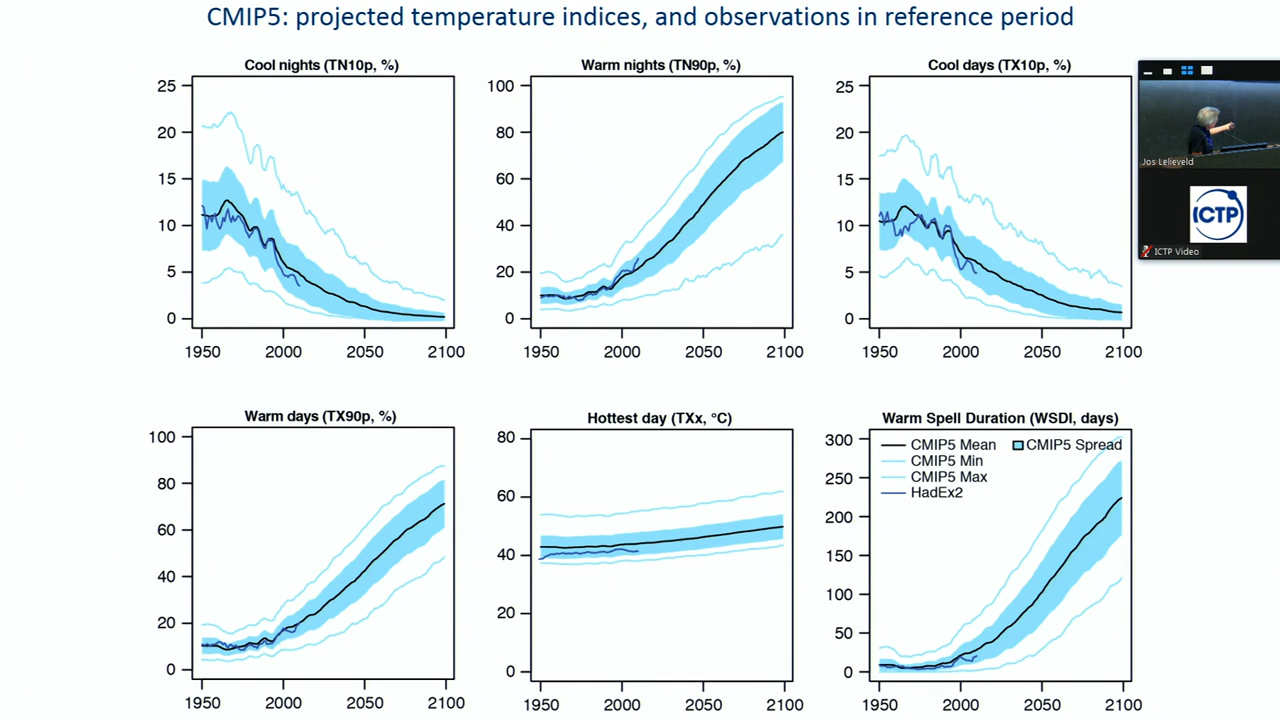 CMIP5: projected temperature indices, and observations in reference period
Cool nights (TN10p, %)
25
20
15
10
5
0
1950 2000 2050 2100
Warm nights (TN90p, %)
100
80
60
40
20
0
1950 2000 2050 2100
Cool days (TX10p, %)
25
20
15
10
5
0
1950 2000 2050 2100
Jos Lelieveld
ICTP
ICTP Video
Warm days (TX90p, %)
100
80
60
40
20
0
1950 2000 2050 2100
Hottest day (TXx, °C)
80
60
40
20
0
1950 2000 2050 2100
Warm Spell Duration (WSDI, days)
300
250
200
150
100
50
0
CMIP5 Mean CMIP5 Spread
CMIP5 Min
CMIP5 Max
HadEx2
1950 2000 2050 2100